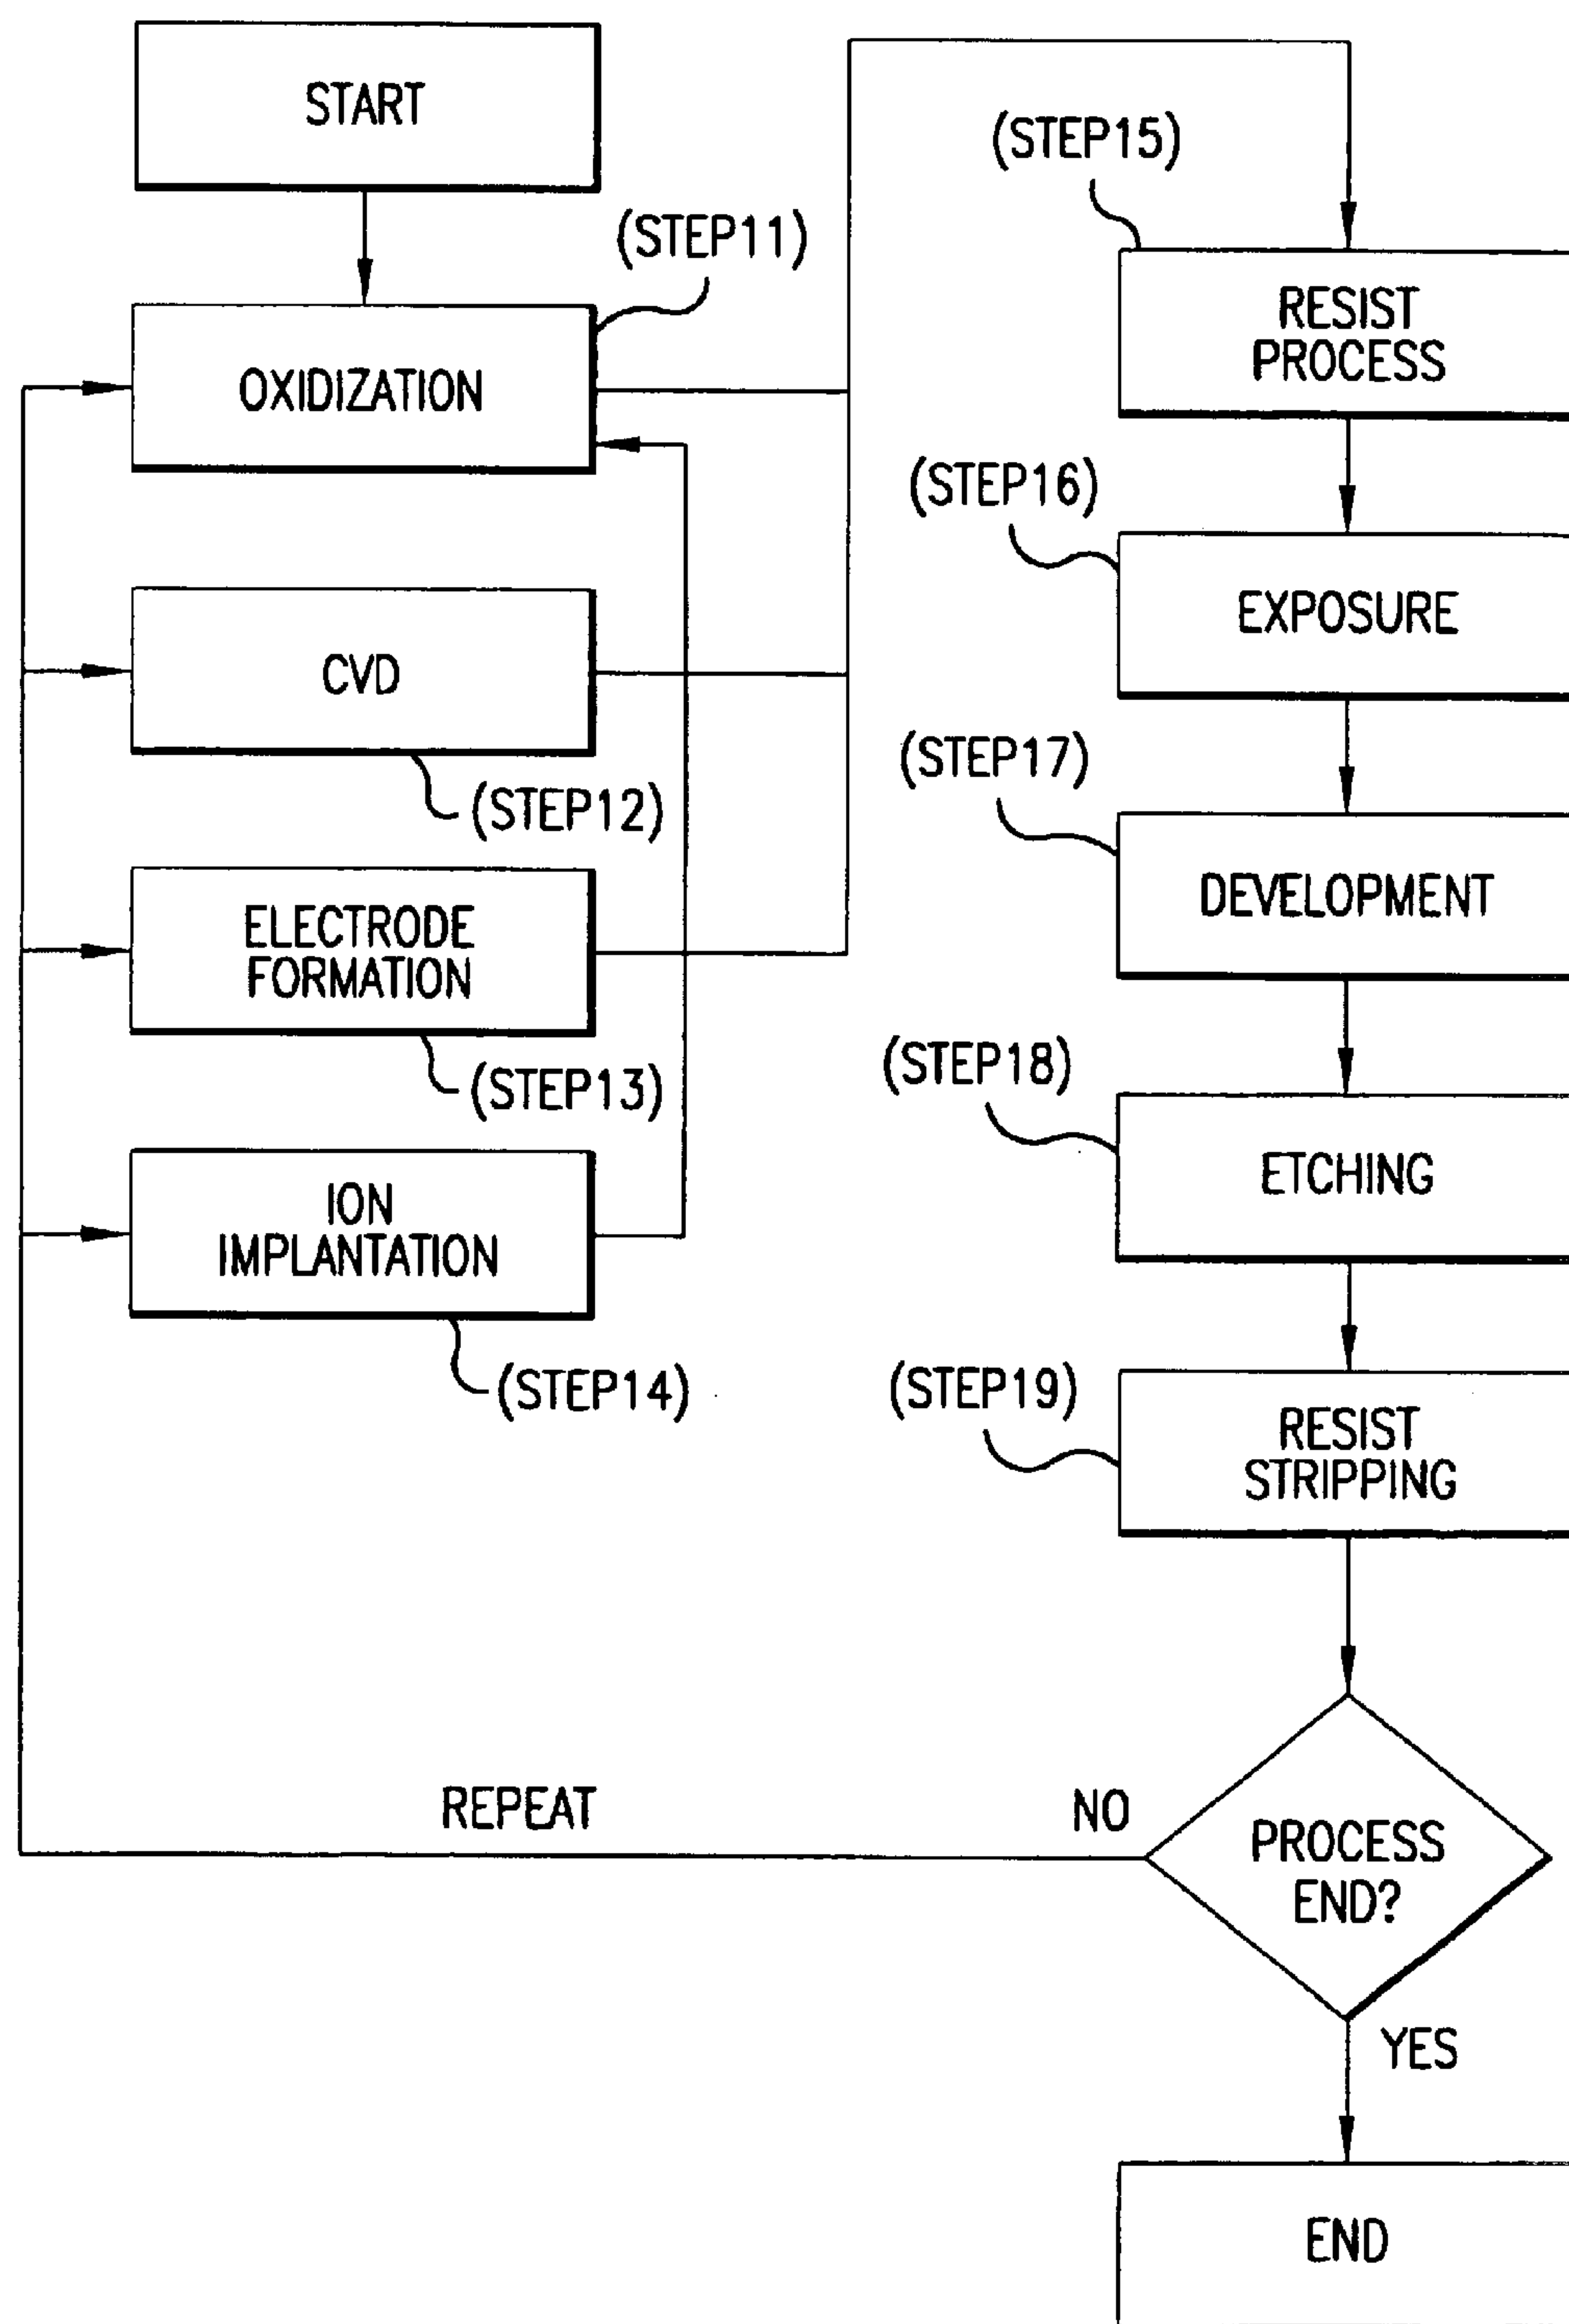 START
(STEP11)
OXIDIZATION
CVD
(STEP12)
ELECTRODE
FORMATION
(STEP13)
ION
IMPLANTATION
(STEP14)
(STEP15)
RESIST
PROCESS
(STEP16)
EXPOSURE
(STEP17)
DEVELOPMENT
(STEP18)
ETCHING
(STEP19)
RESIST
STRIPPING
REPEAT
NO
PROCESS
END?
YES
END